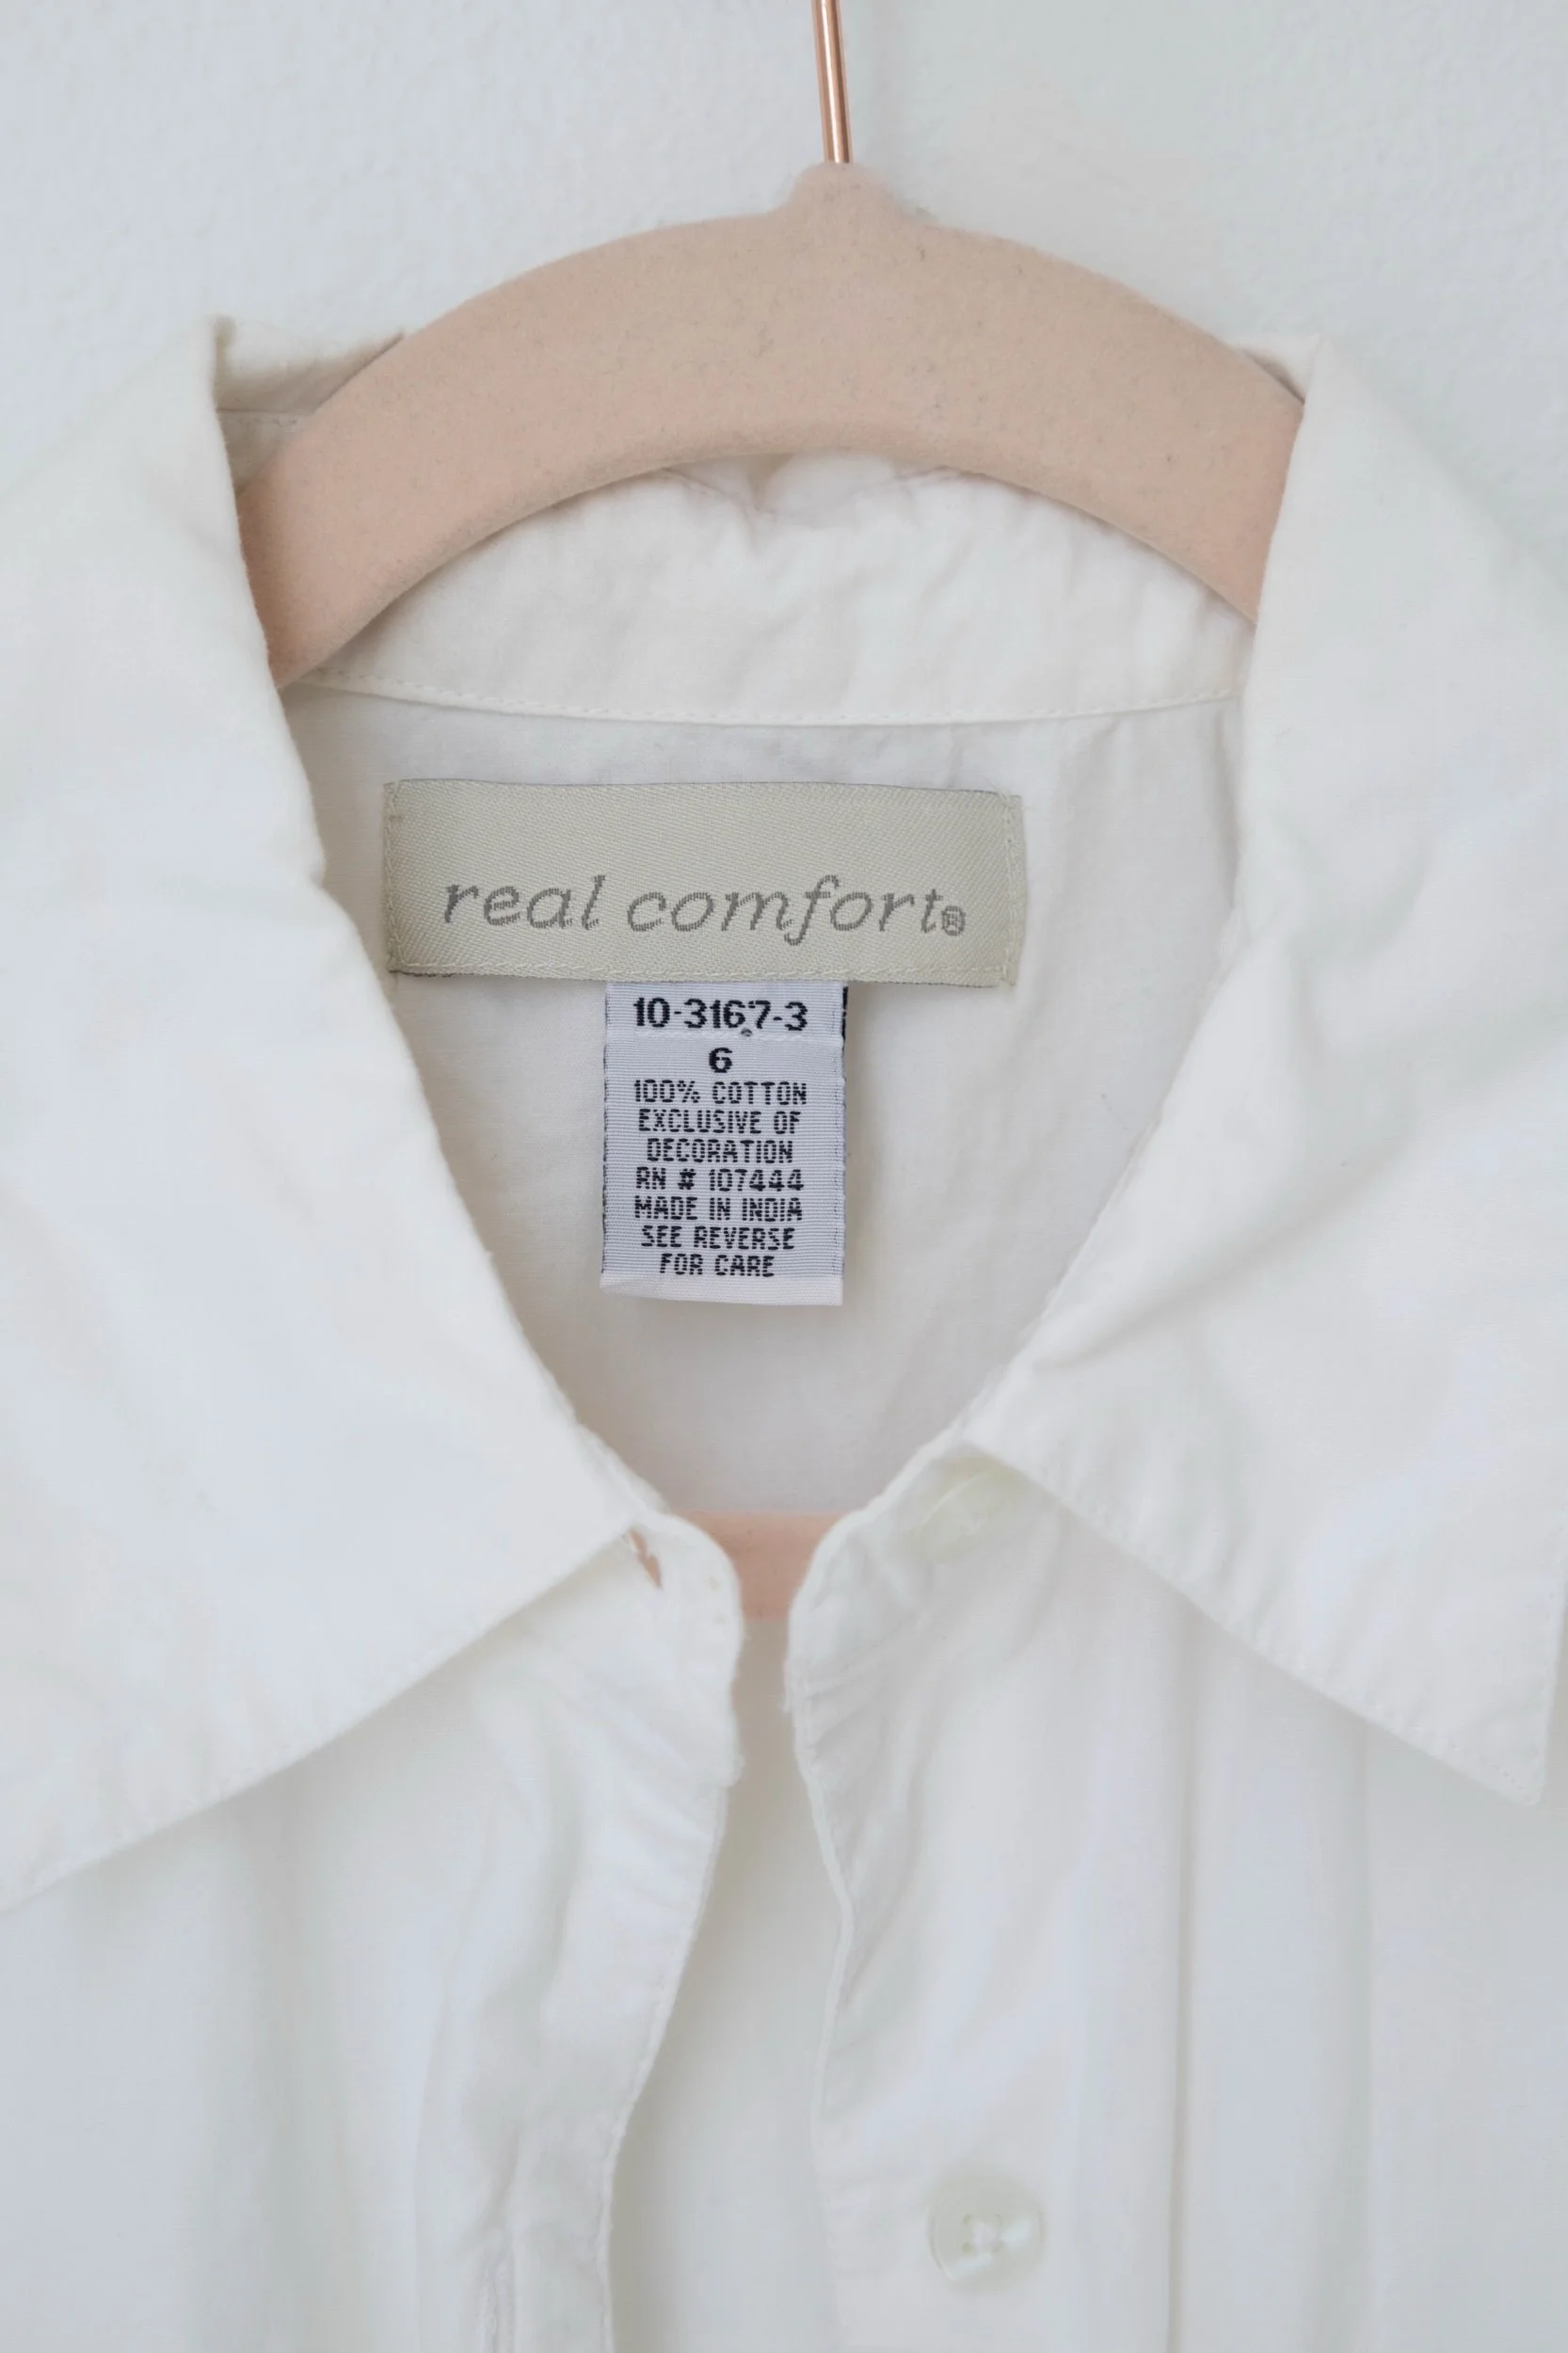 real comfort®
10-3167-3
6
100% COTTON
EXCLUSIVE OF
DECORATION
RN # 107444
MADE IN INDIA
SEE REVERSE
FOR CARE